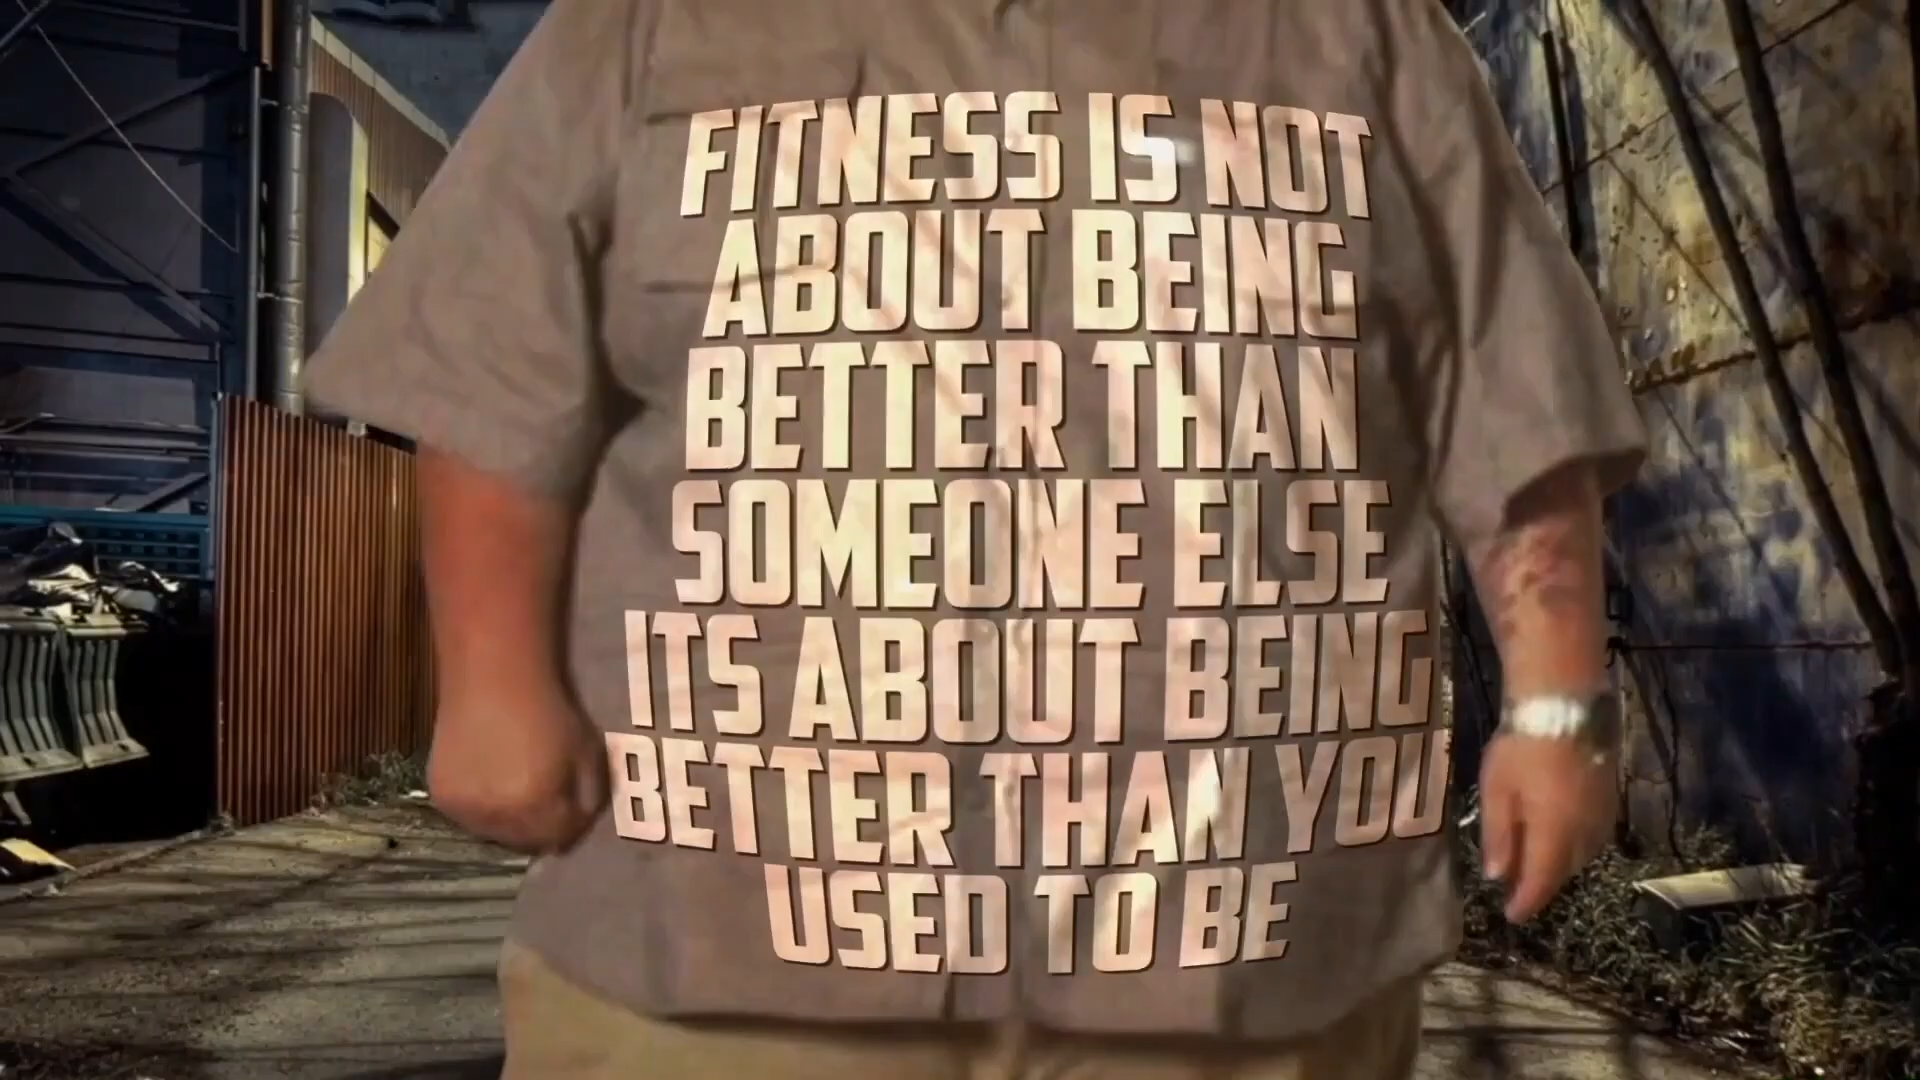 FITNESS IS NOT
ABOUT BEING
BETTER THAN
SOMEONE ELSE
ITS ABOUT BEING
BETTER THAN YOU
USED TO BE